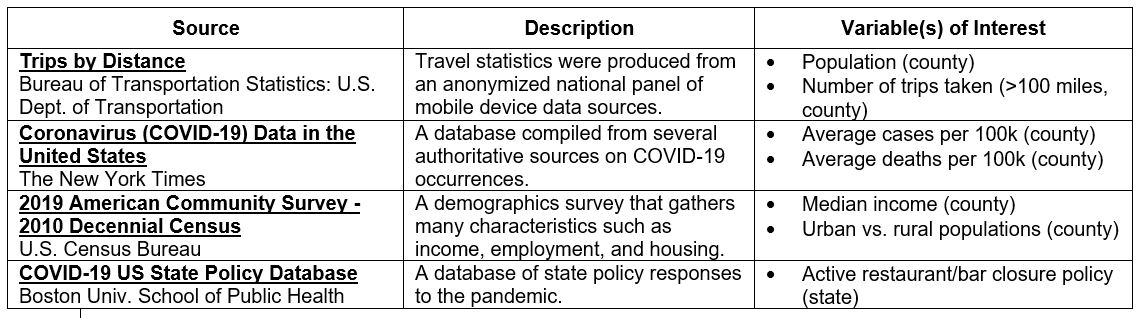 Source
Description
Variable(s) of Interest
Trips by Distance
Bureau of Transportation Statistics: U.S.
Dept. of Transportation
Travel statistics were produced from
an anonymized national panel of
mobile device data sources.
• Population (county)
• Number of trips taken (>100 miles,
county)
Coronavirus (COVID-19) Data in the
United States
The New York Times
A database compiled from several
authoritative sources on COVID-19
occurrences.
• Average cases per 100k (county)
• Average deaths per 100k (county)
2019 American Community Survey -
2010 Decennial Census
U.S. Census Bureau
A demographics survey that gathers
many characteristics such as
income, employment, and housing.
• Median income (county)
• Urban vs. rural populations (county)
COVID-19 US State Policy Database
Boston Univ. School of Public Health
A database of state policy responses
to the pandemic.
• Active restaurant/bar closure policy
(state)